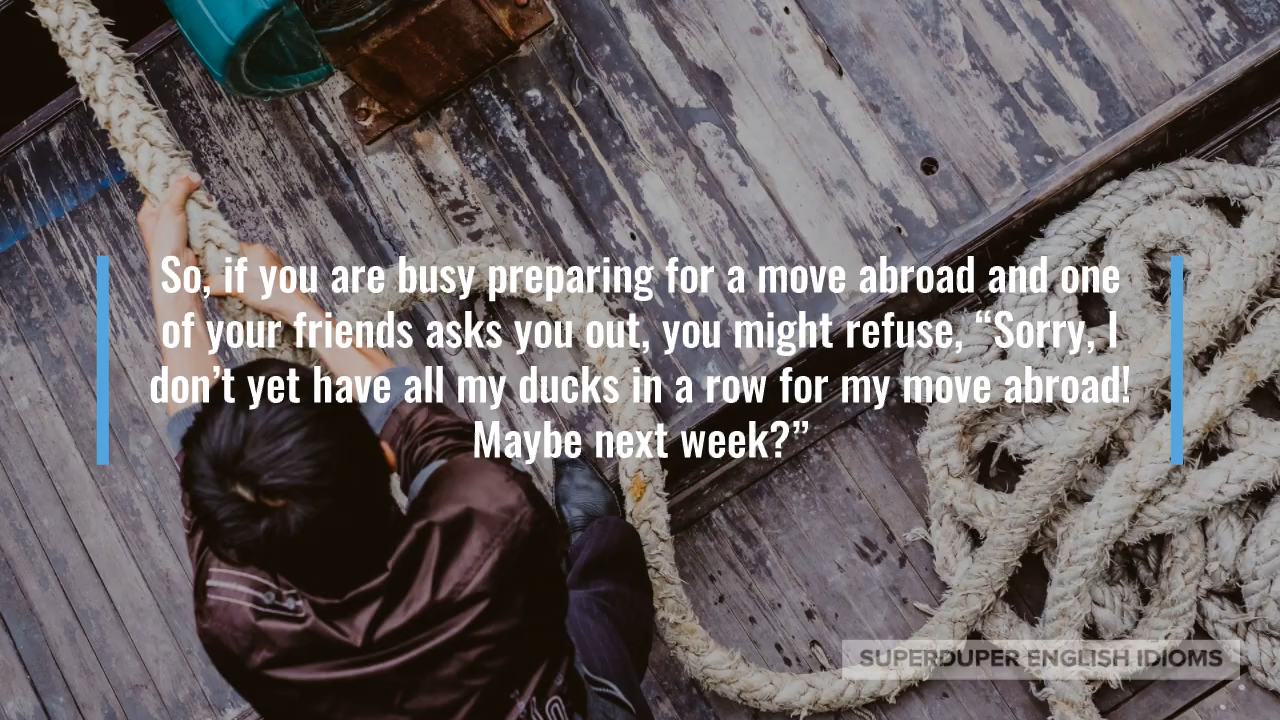 So, if you are busy preparing for a move abroad and one
of your friends asks you out, you might refuse, “Sorry, I
don’t yet have all my ducks in a row for my move abroad!
Maybe next week?”
SUPERDUPER ENGLISH IDIOMS